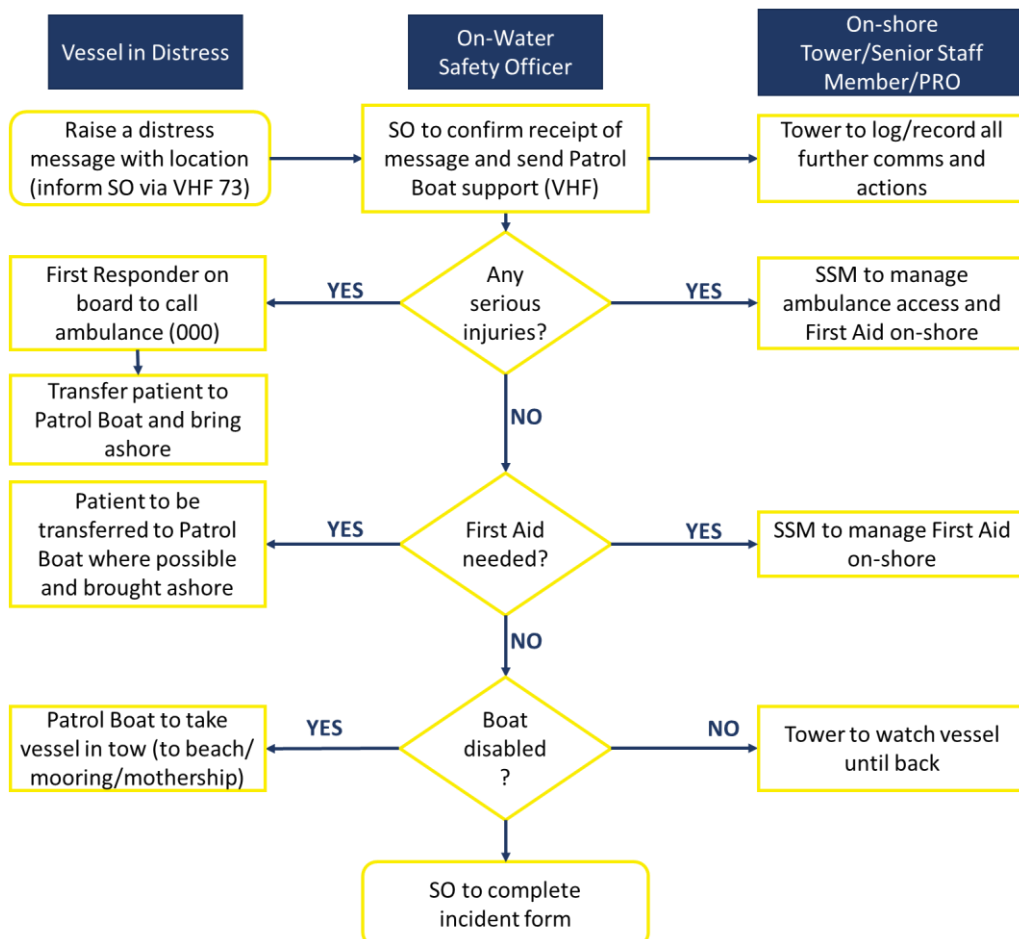 Vessel in Distress
On-Water
Safety Officer
On-shore
Tower/Senior Staff
Member/PRO
Raise a distress
message with location
(inform SO via VHF 73)
SO to confirm receipt of
message and send Patrol
Boat support (VHF)
Tower to log/record all
further comms and
actions
First Responder on
board to call
ambulance (000)
YES
Any
serious
injuries?
YES
SSM to manage
ambulance access and
First Aid on-shore
Transfer patient to
Patrol Boat and bring
ashore
NO
Patient to be
transferred to Patrol
Boat where possible
and brought ashore
YES
First Aid
needed?
YES
SSM to manage First Aid
on-shore
NO
Patrol Boat to take
vessel in tow (to beach/
mooring/mothership)
YES
Boat
disabled
?
NO
Tower to watch vessel
until back
SO to complete
incident form